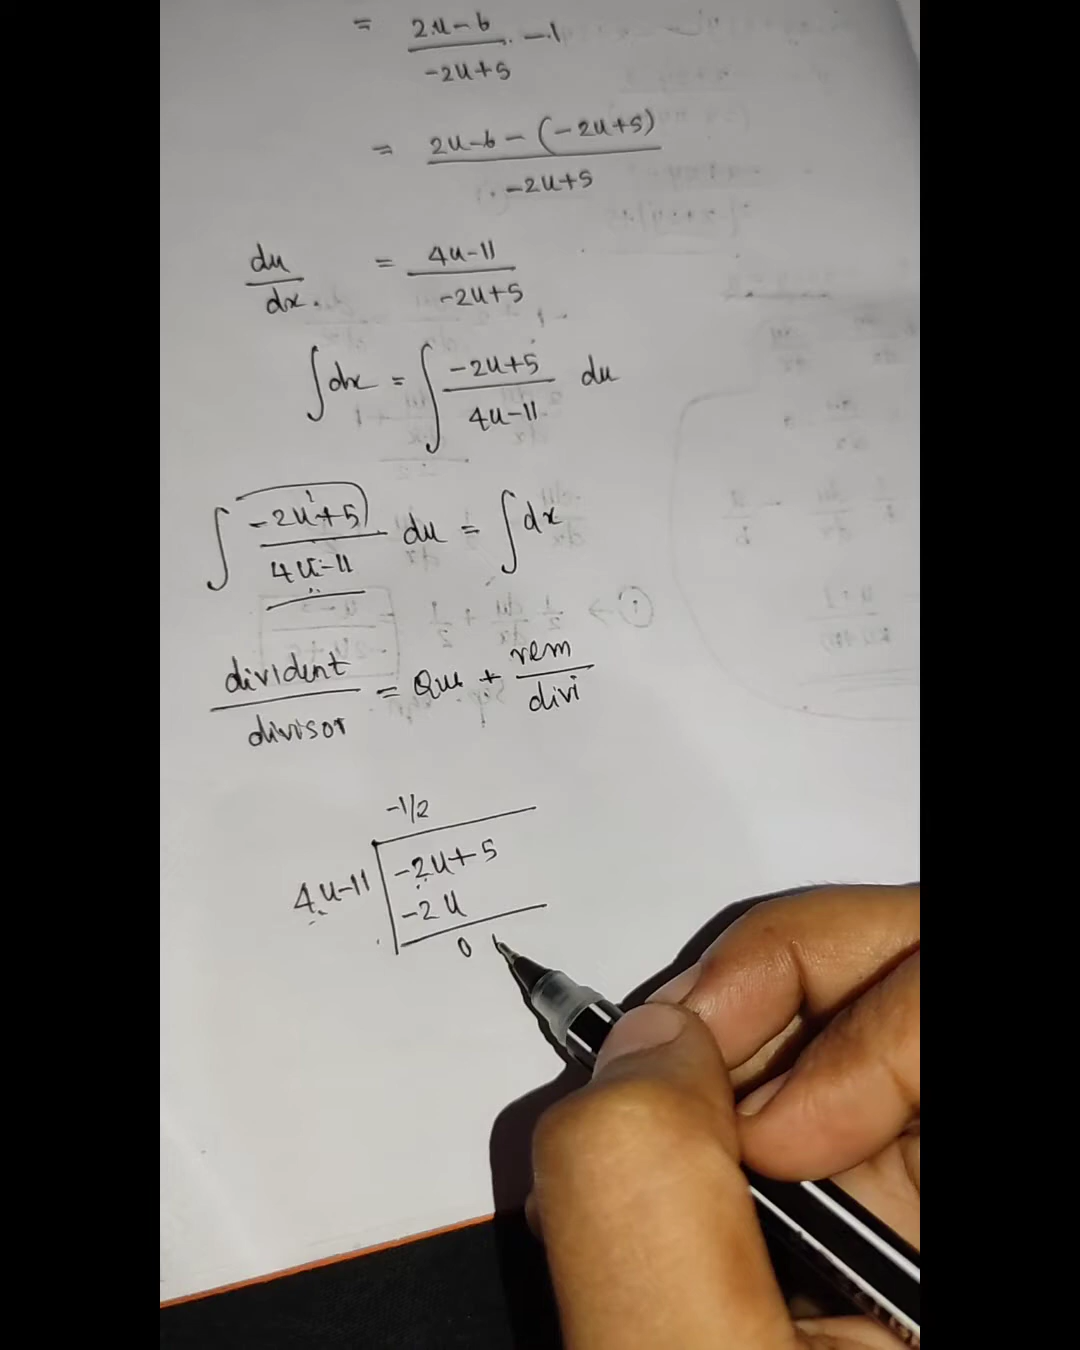 = 2u-6 / -2u+5 -1
= 2u-6-(-2u+5) / -2u+5
du/dx. = 4u-11 / -2u+5
∫dx = ∫ -2u+5 / 4u-11 du
∫ -2u+5 / 4u-11 du = ∫dx
divident / divisor = Qu + rem / divi
-1/2
4u-11 -2u+5
-2u
0